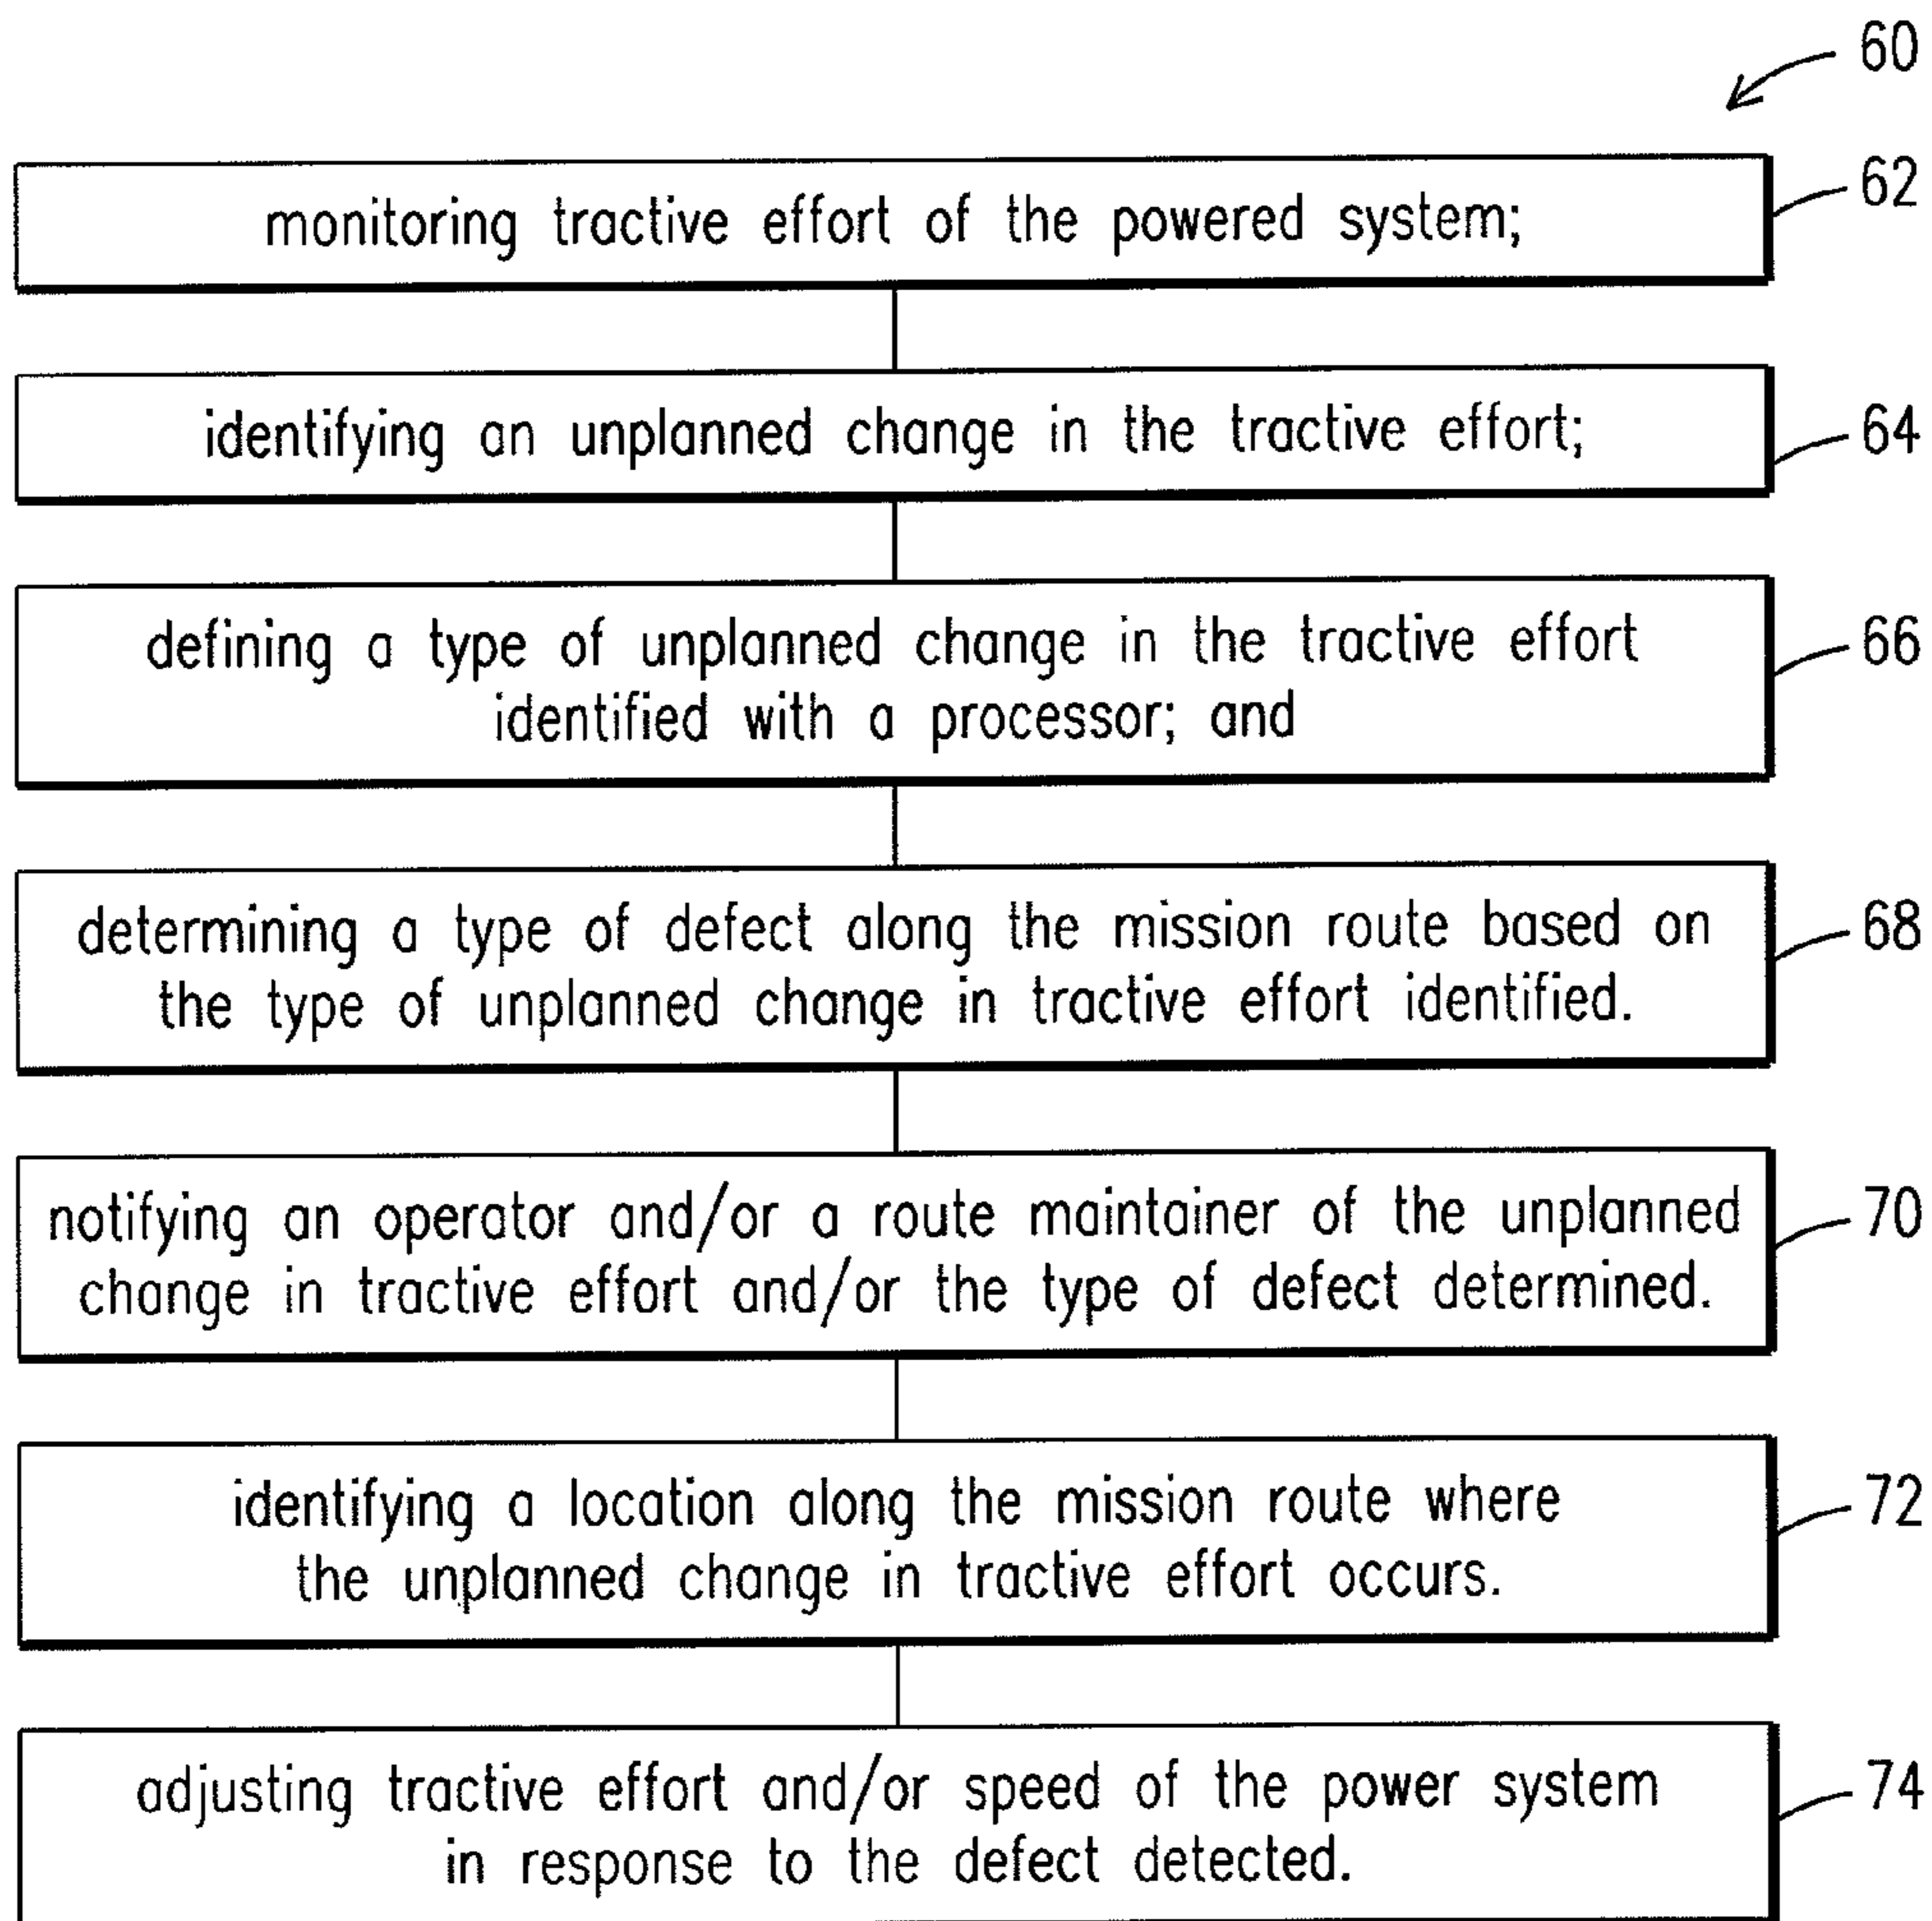 60
monitoring tractive effort of the powered system;
62
identifying an unplanned change in the tractive effort;
64
defining a type of unplanned change in the tractive effort
identified with a processor; and
66
determining a type of defect along the mission route based on
the type of unplanned change in tractive effort identified.
68
notifying an operator and/or a route maintainer of the unplanned
change in tractive effort and/or the type of defect determined.
70
identifying a location along the mission route where
the unplanned change in tractive effort occurs.
72
adjusting tractive effort and/or speed of the power system
in response to the defect detected.
74